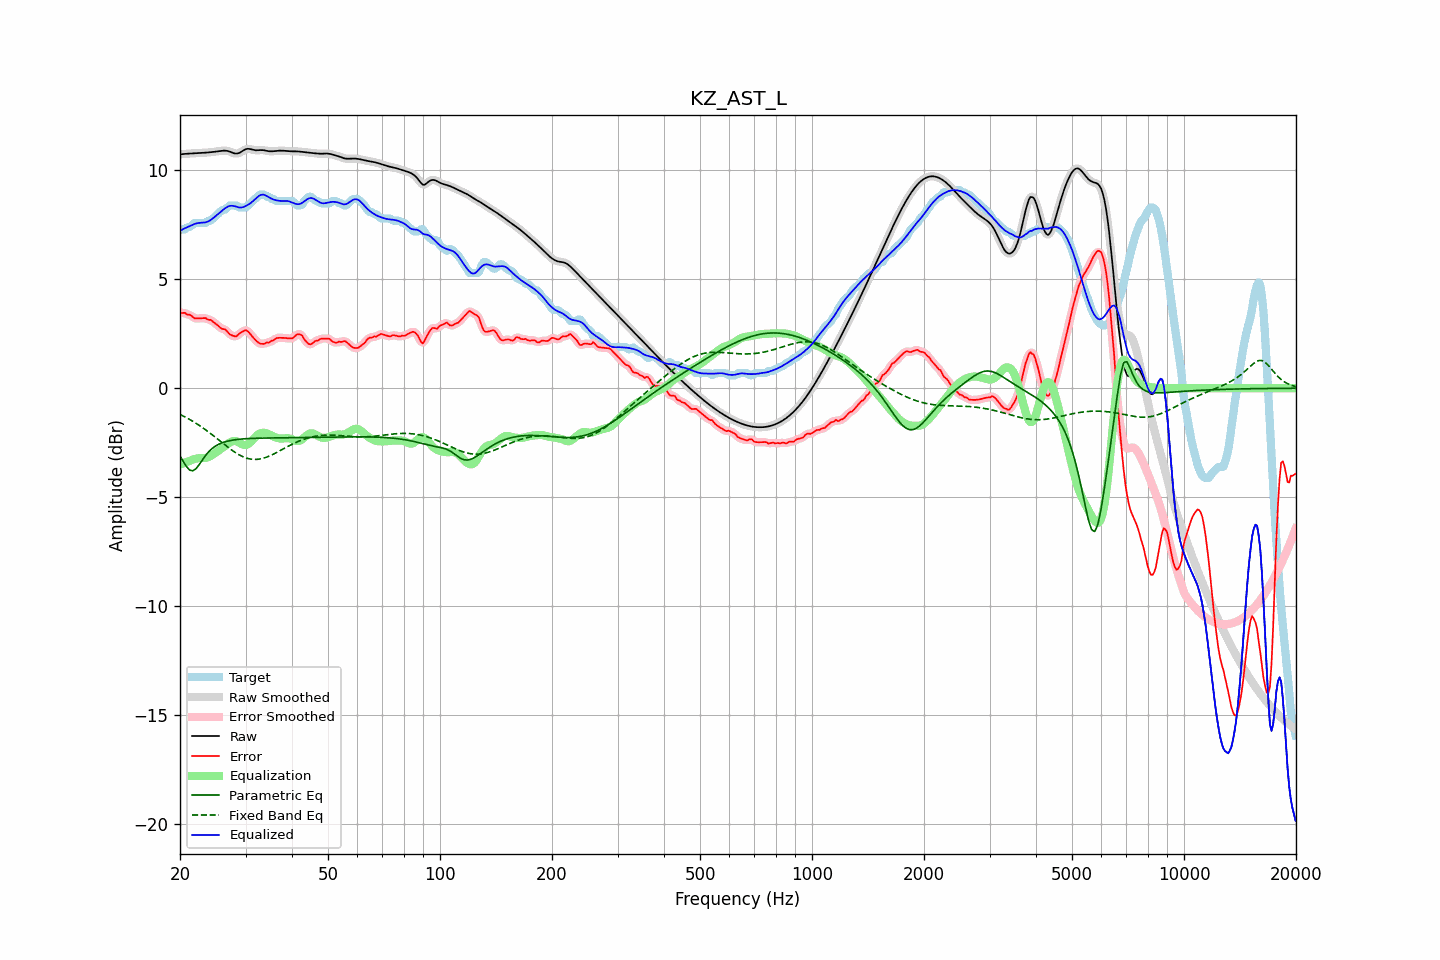 KZ_AST_L
Amplitude (dBr)
10
5
0
−5
−10
−15
−20
Target
Raw Smoothed
Error Smoothed
Raw
Error
Equalization
Parametric Eq
Fixed Band Eq
Equalized
20 50 100 200 500 1000 2000 5000 10000 20000
Frequency (Hz)